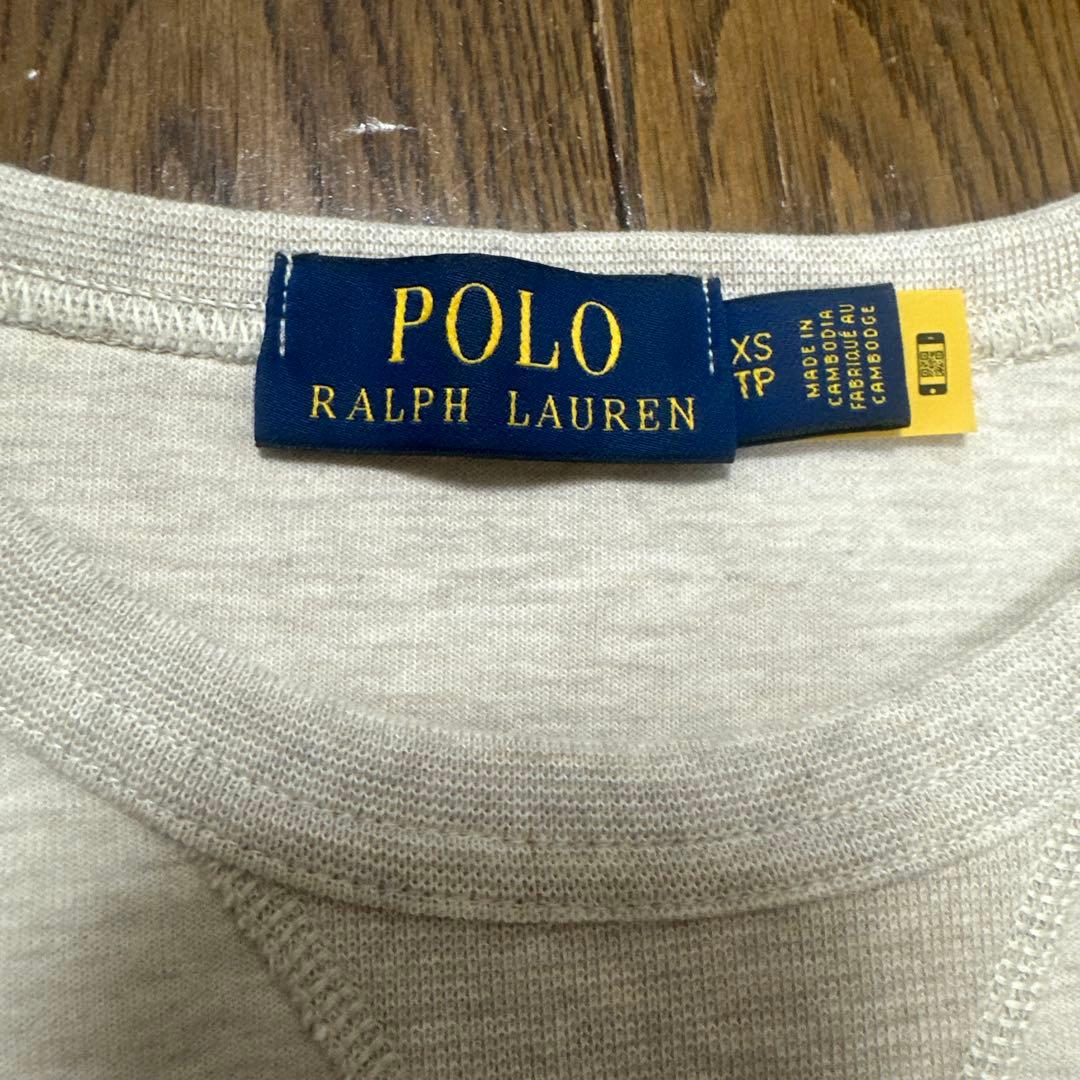 POLO
RALPH LAUREN
XS
TP
MADE IN
CAMBODIA
FABRIQUÉ AU
CAMBODGE